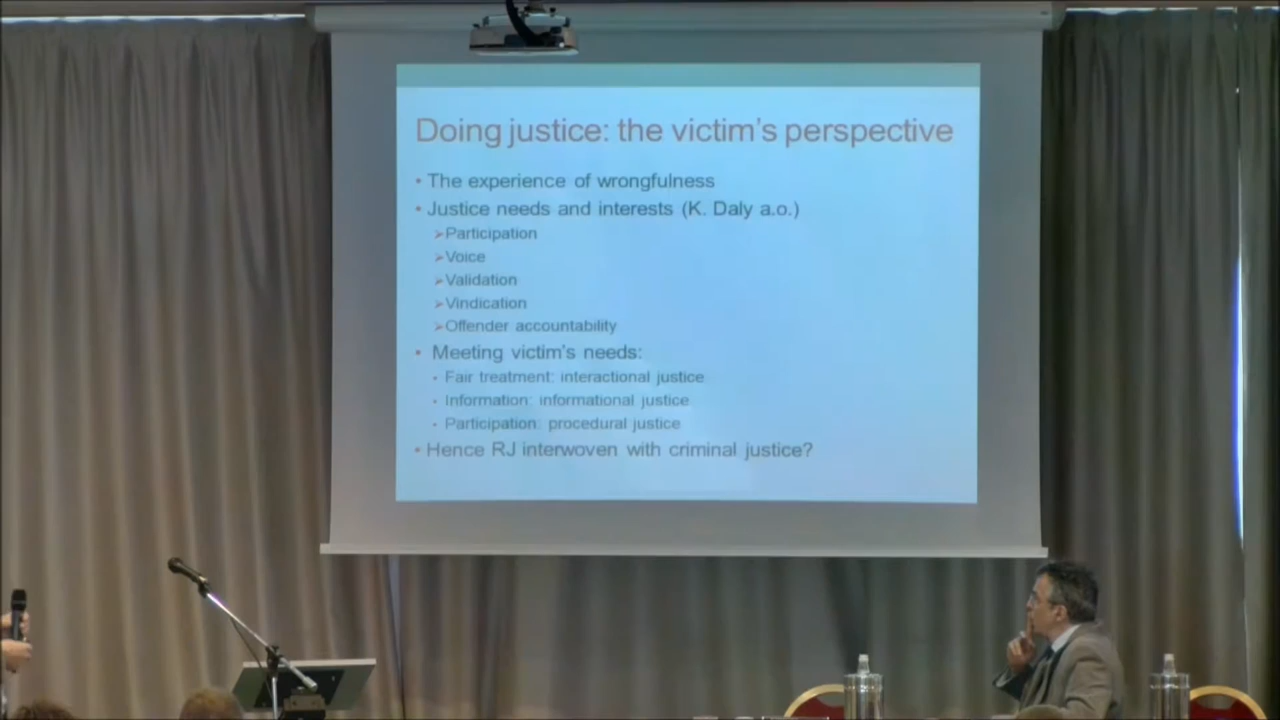 Doing justice: the victim's perspective
• The experience of wrongfulness
• Justice needs and interests (K. Daly a.o.)
➢Participation
➢Voice
➢Validation
➢Vindication
➢Offender accountability
• Meeting victim's needs:
• Fair treatment: interactional justice
• Information: informational justice
• Participation: procedural justice
• Hence RJ interwoven with criminal justice?